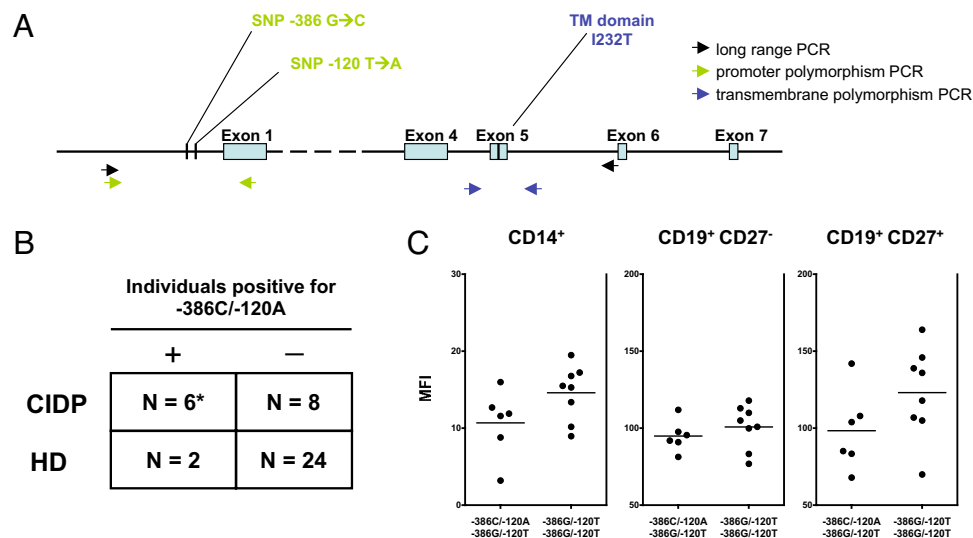 A
SNP -386 G→C
SNP -120 T→A
TM domain
I232T
long range PCR
promoter polymorphism PCR
transmembrane polymorphism PCR
Exon 1
Exon 4
Exon 5
Exon 6
Exon 7
B
Individuals positive for
-386C/-120A
+
−
CIDP
N = 6*
N = 8
HD
N = 2
N = 24
C
CD14⁺
CD19⁺ CD27⁻
CD19⁺ CD27⁺
MFI
30
20
10
0
200
150
100
50
200
150
100
50
-386C/-120A
-386G/-120T
-386G/-120T
-386G/-120T
-386C/-120A
-386G/-120T
-386G/-120T
-386G/-120T
-386C/-120A
-386G/-120T
-386G/-120T
-386G/-120T